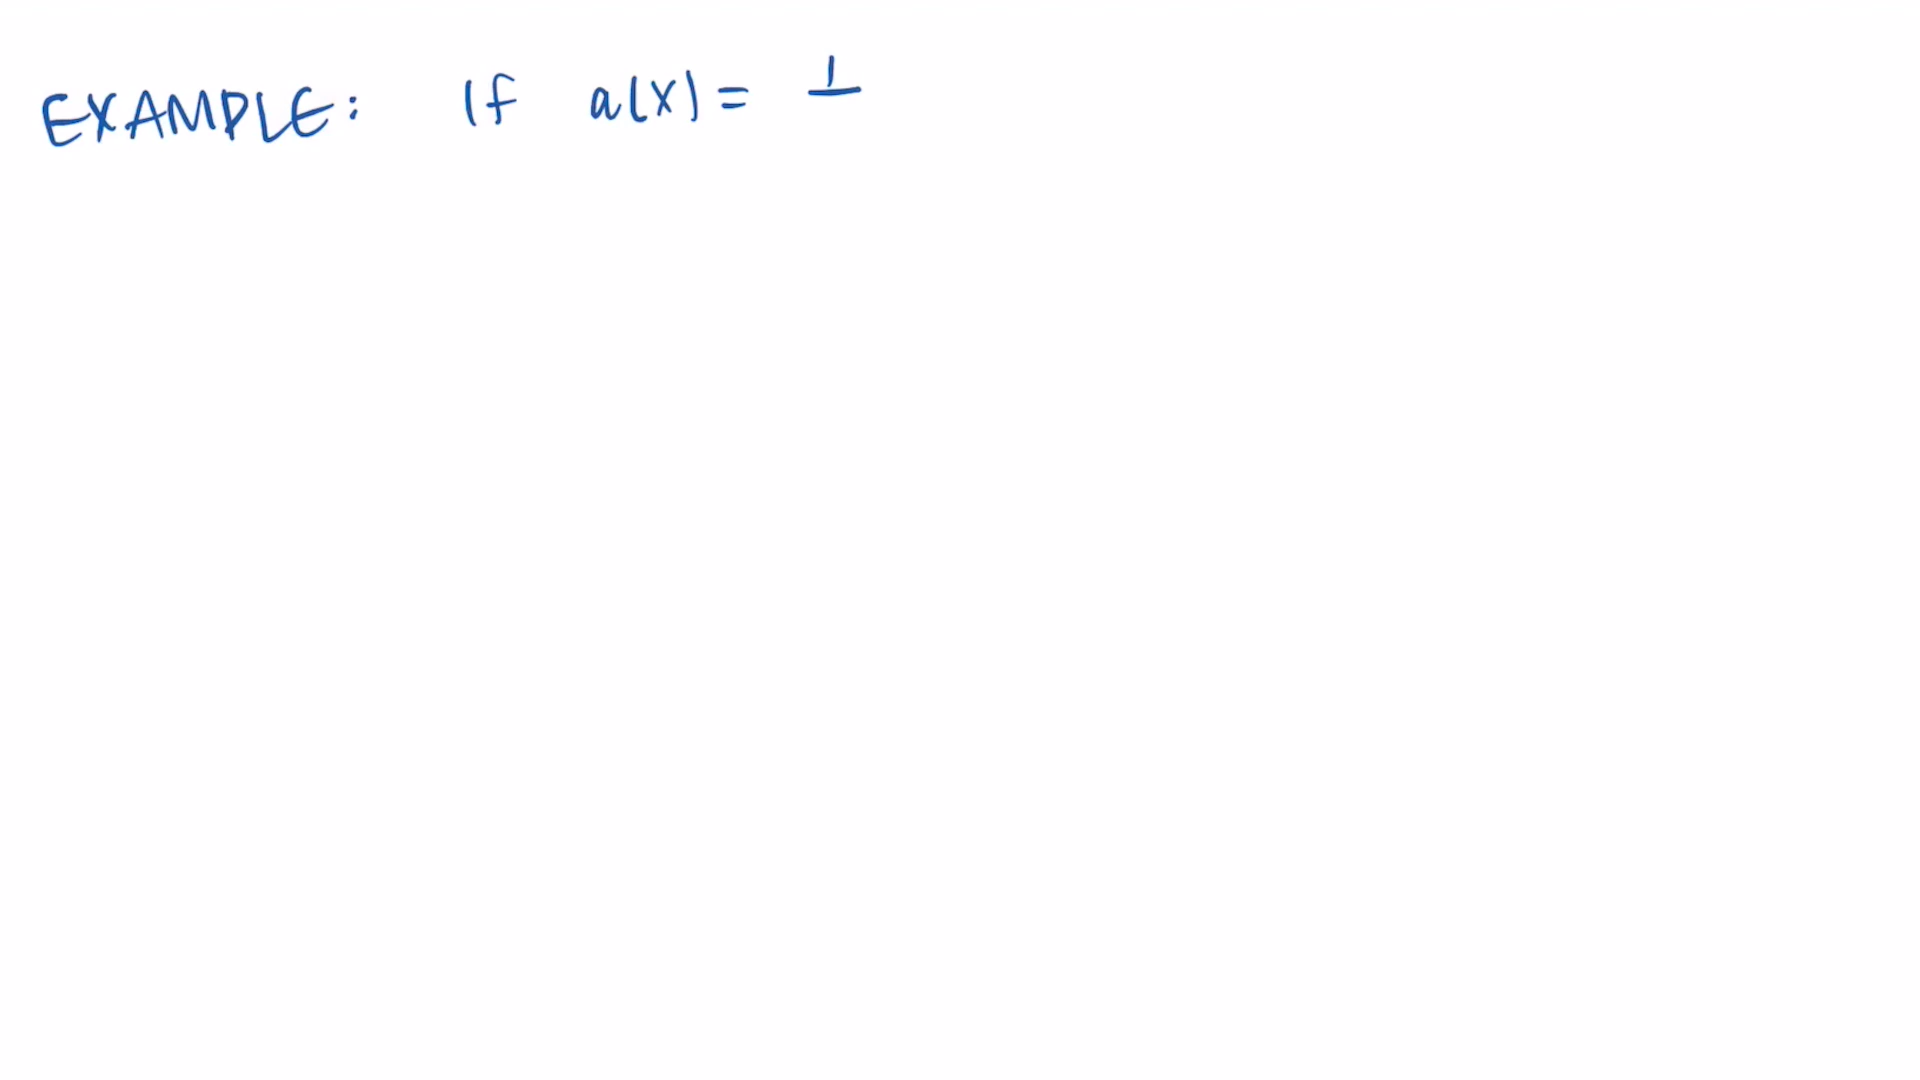 EXAMPLE: If a(x) = 1/